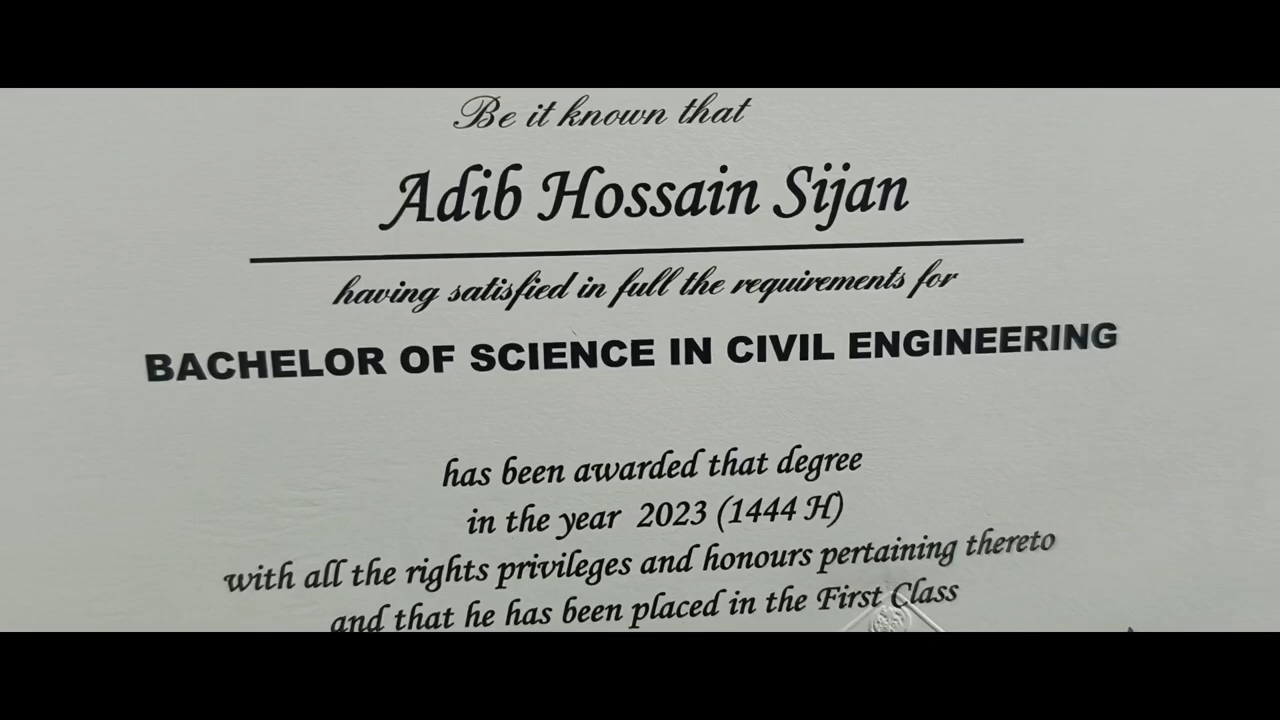 Be it known that
Adib Hossain Sijan
having satisfied in full the requirements for
BACHELOR OF SCIENCE IN CIVIL ENGINEERING
has been awarded that degree
in the year 2023 (1444 H)
with all the rights privileges and honours pertaining thereto
and that he has been placed in the First Class